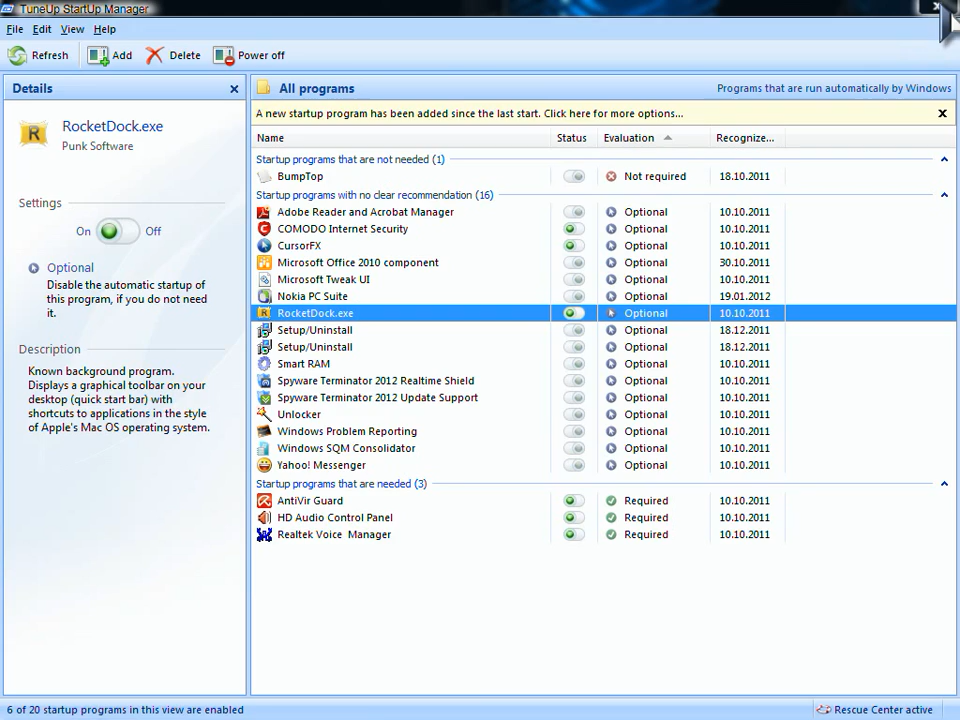 TuneUp StartUp Manager
File Edit View Help
Refresh Add Delete Power off
Details
All programs
Programs that are run automatically by Windows
RocketDock.exe
Punk Software
Settings
On Off
Optional
Disable the automatic startup of
this program, if you do not need
it.
Description
Known background program.
Displays a graphical toolbar on your
desktop (quick start bar) with
shortcuts to applications in the style
of Apple's Mac OS operating system.
A new startup program has been added since the last start. Click here for more options...
Name Status Evaluation Recognize...
Startup programs that are not needed (1)
BumpTop Not required 18.10.2011
Startup programs with no clear recommendation (16)
Adobe Reader and Acrobat Manager Optional 10.10.2011
COMODO Internet Security Optional 10.10.2011
CursorFX Optional 10.10.2011
Microsoft Office 2010 component Optional 30.10.2011
Microsoft Tweak UI Optional 10.10.2011
Nokia PC Suite Optional 19.01.2012
RocketDock.exe Optional 10.10.2011
Setup/Uninstall Optional 18.12.2011
Setup/Uninstall Optional 18.12.2011
Smart RAM Optional 10.10.2011
Spyware Terminator 2012 Realtime Shield Optional 10.10.2011
Spyware Terminator 2012 Update Support Optional 10.10.2011
Unlocker Optional 10.10.2011
Windows Problem Reporting Optional 10.10.2011
Windows SQM Consolidator Optional 10.10.2011
Yahoo! Messenger Optional 10.10.2011
Startup programs that are needed (3)
AntiVir Guard Required 10.10.2011
HD Audio Control Panel Required 10.10.2011
Realtek Voice Manager Required 10.10.2011
6 of 20 startup programs in this view are enabled
Rescue Center active